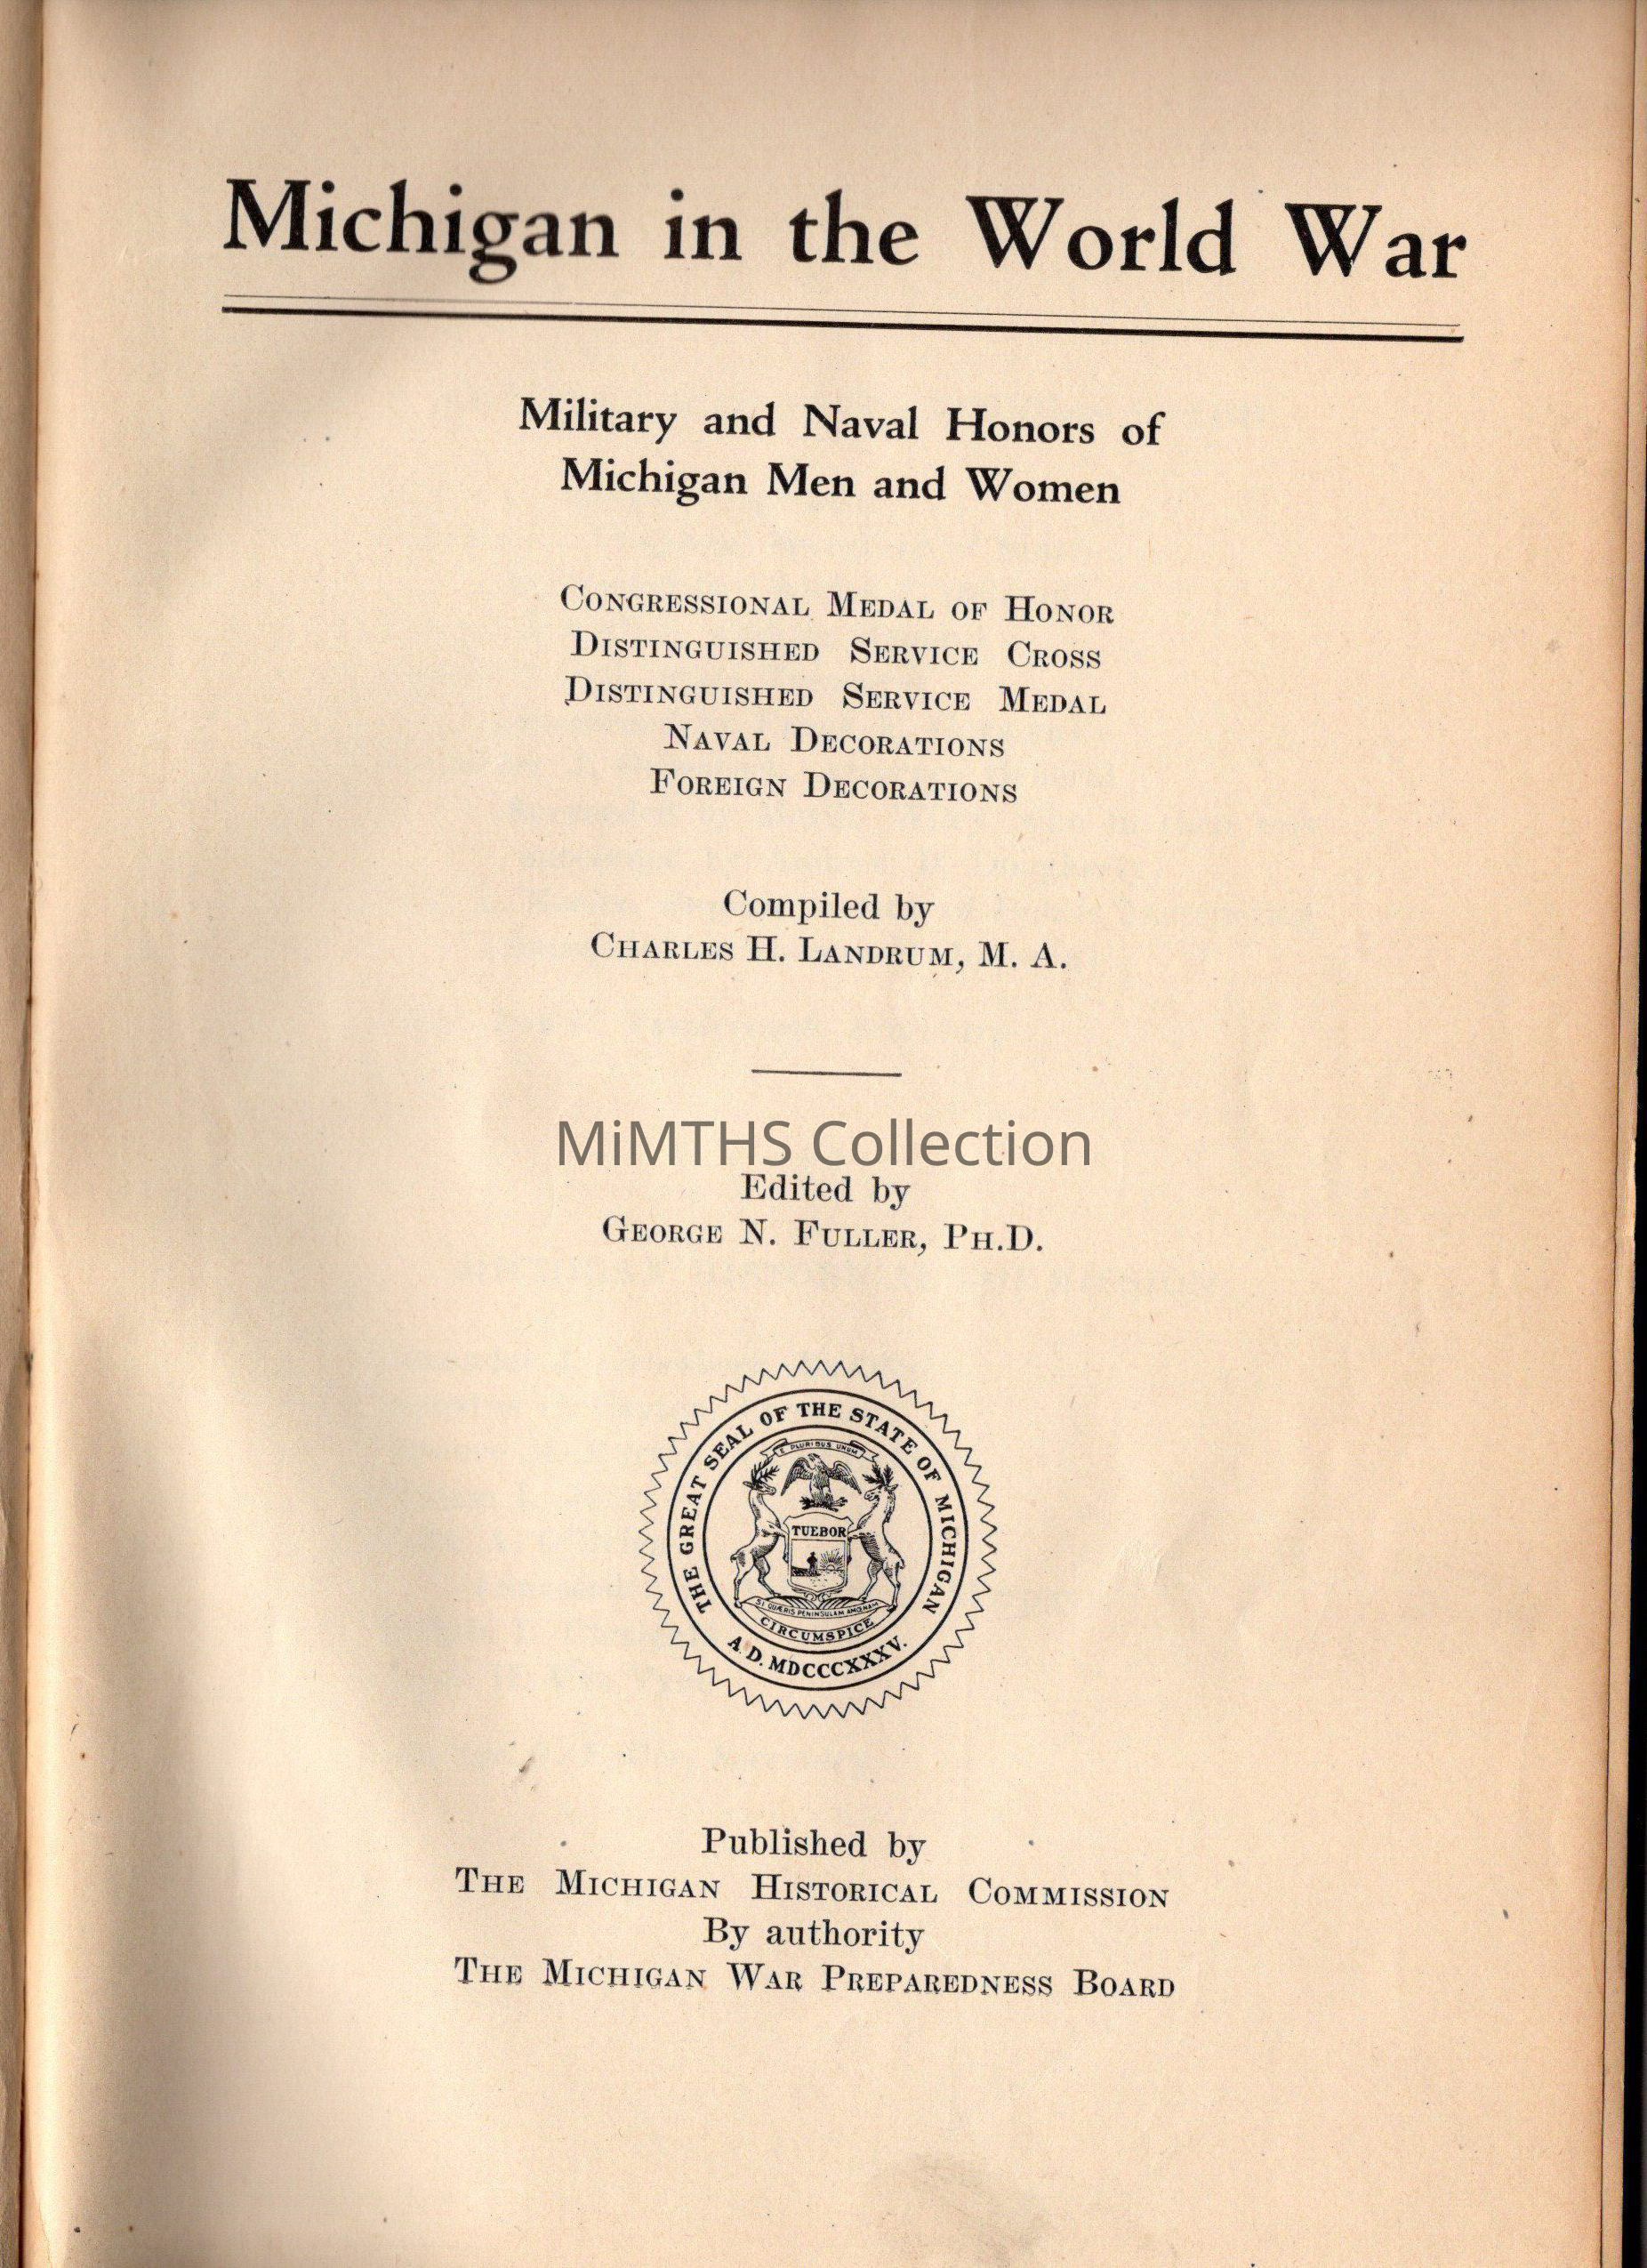 Michigan in the World War
Military and Naval Honors of
Michigan Men and Women
CONGRESSIONAL MEDAL OF HONOR
DISTINGUISHED SERVICE CROSS
DISTINGUISHED SERVICE MEDAL
NAVAL DECORATIONS
FOREIGN DECORATIONS
Compiled by
CHARLES H. LANDRUM, M. A.
MiMTHS Collection
Edited by
GEORGE N. FULLER, PH.D.
THE GREAT SEAL OF THE STATE OF MICHIGAN
E PLURIBUS UNUM
TUEBOR
SI QUÆRIS PENINSULAM AMŒNAM
CIRCUMSPICE
A.D. MDCCCXXXV.
Published by
THE MICHIGAN HISTORICAL COMMISSION
By authority
THE MICHIGAN WAR PREPAREDNESS BOARD